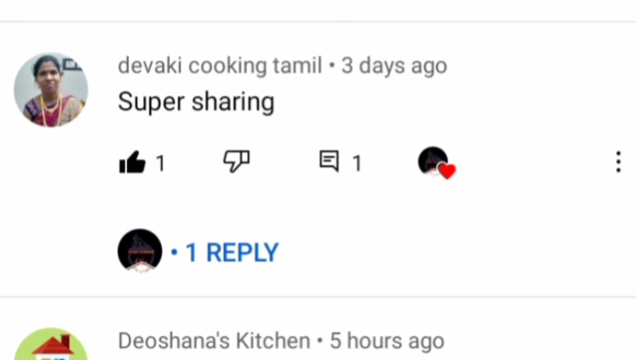 devaki cooking tamil • 3 days ago
Super sharing
1 1
• 1 REPLY
Deoshana's Kitchen • 5 hours ago